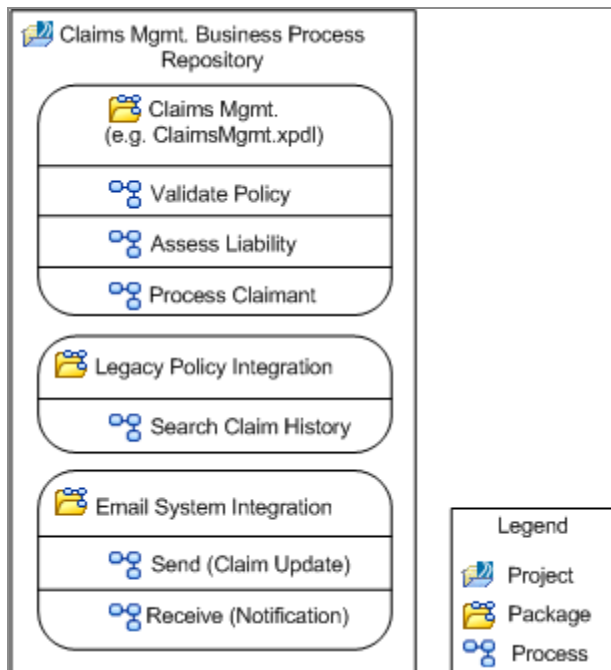 Claims Mgmt. Business Process
Repository
Claims Mgmt.
(e.g. ClaimsMgmt.xpdl)
Validate Policy
Assess Liability
Process Claimant
Legacy Policy Integration
Search Claim History
Email System Integration
Send (Claim Update)
Receive (Notification)
Legend
Project
Package
Process